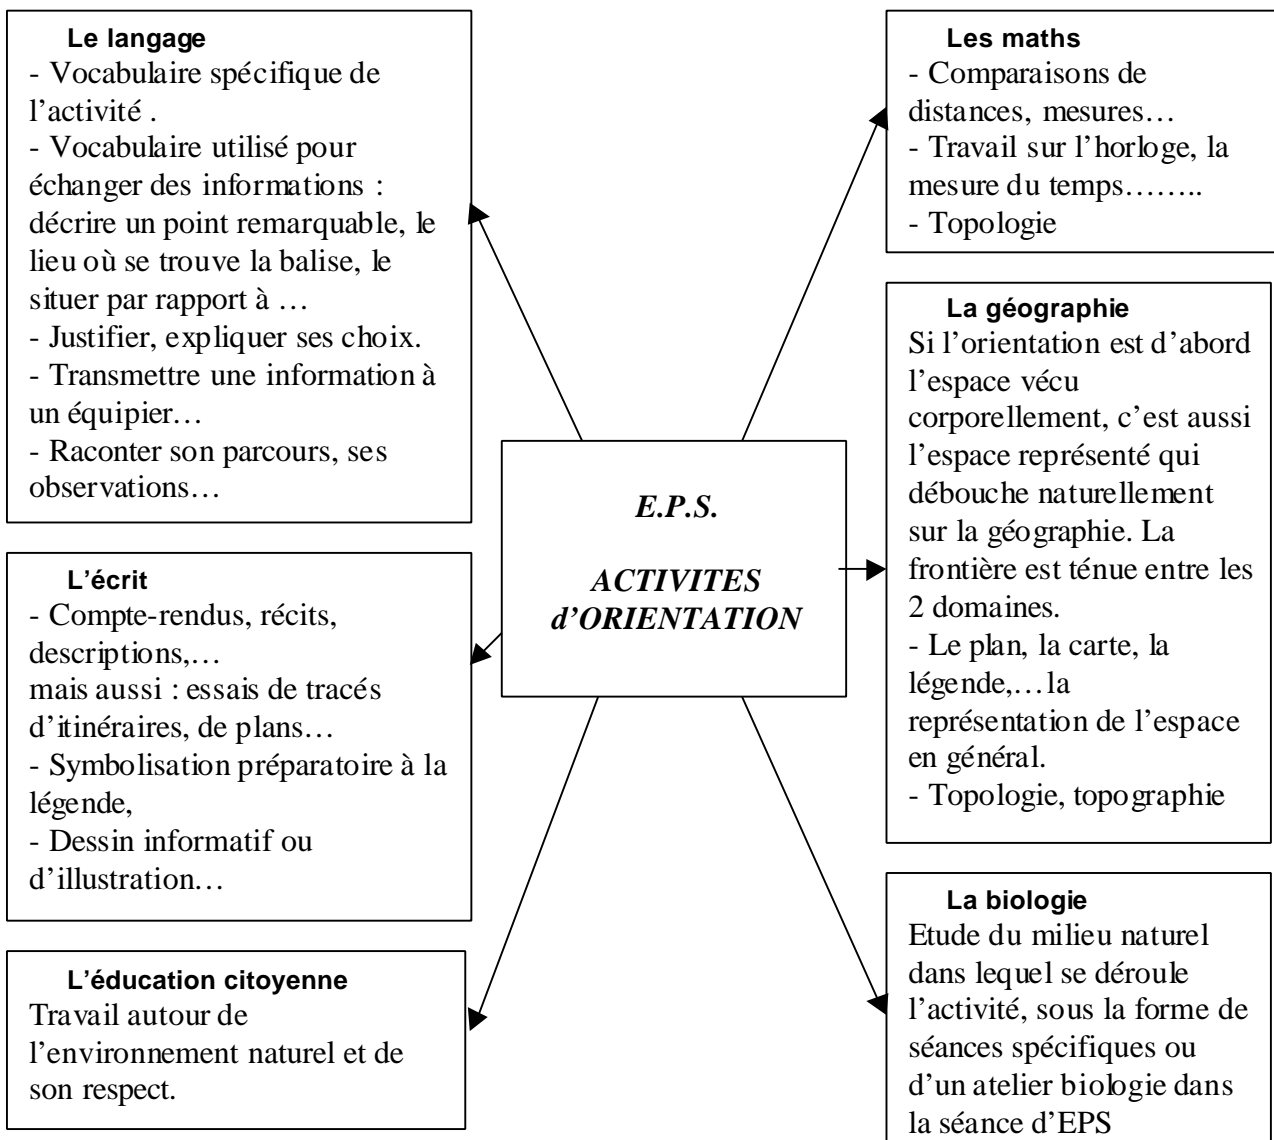 Le langage
- Vocabulaire spécifique de
l’activité .
- Vocabulaire utilisé pour
échanger des informations :
décrire un point remarquable, le
lieu où se trouve la balise, le
situer par rapport à …
- Justifier, expliquer ses choix.
- Transmettre une information à
un équipier…
- Raconter son parcours, ses
observations…
L’écrit
- Compte-rendus, récits,
descriptions,…
mais aussi : essais de tracés
d’itinéraires, de plans…
- Symbolisation préparatoire à la
légende,
- Dessin informatif ou
d’illustration…
L’éducation citoyenne
Travail autour de
l’environnement naturel et de
son respect.
E.P.S.
ACTIVITES
d’ORIENTATION
Les maths
- Comparaisons de
distances, mesures…
- Travail sur l’horloge, la
mesure du temps……..
- Topologie
La géographie
Si l’orientation est d’abord
l’espace vécu
corporellement, c’est aussi
l’espace représenté qui
débouche naturellement
sur la géographie. La
frontière est ténue entre les
2 domaines.
- Le plan, la carte, la
légende,…la
représentation de l’espace
en général.
- Topologie, topographie
La biologie
Etude du milieu naturel
dans lequel se déroule
l’activité, sous la forme de
séances spécifiques ou
d’un atelier biologie dans
la séance d’EPS